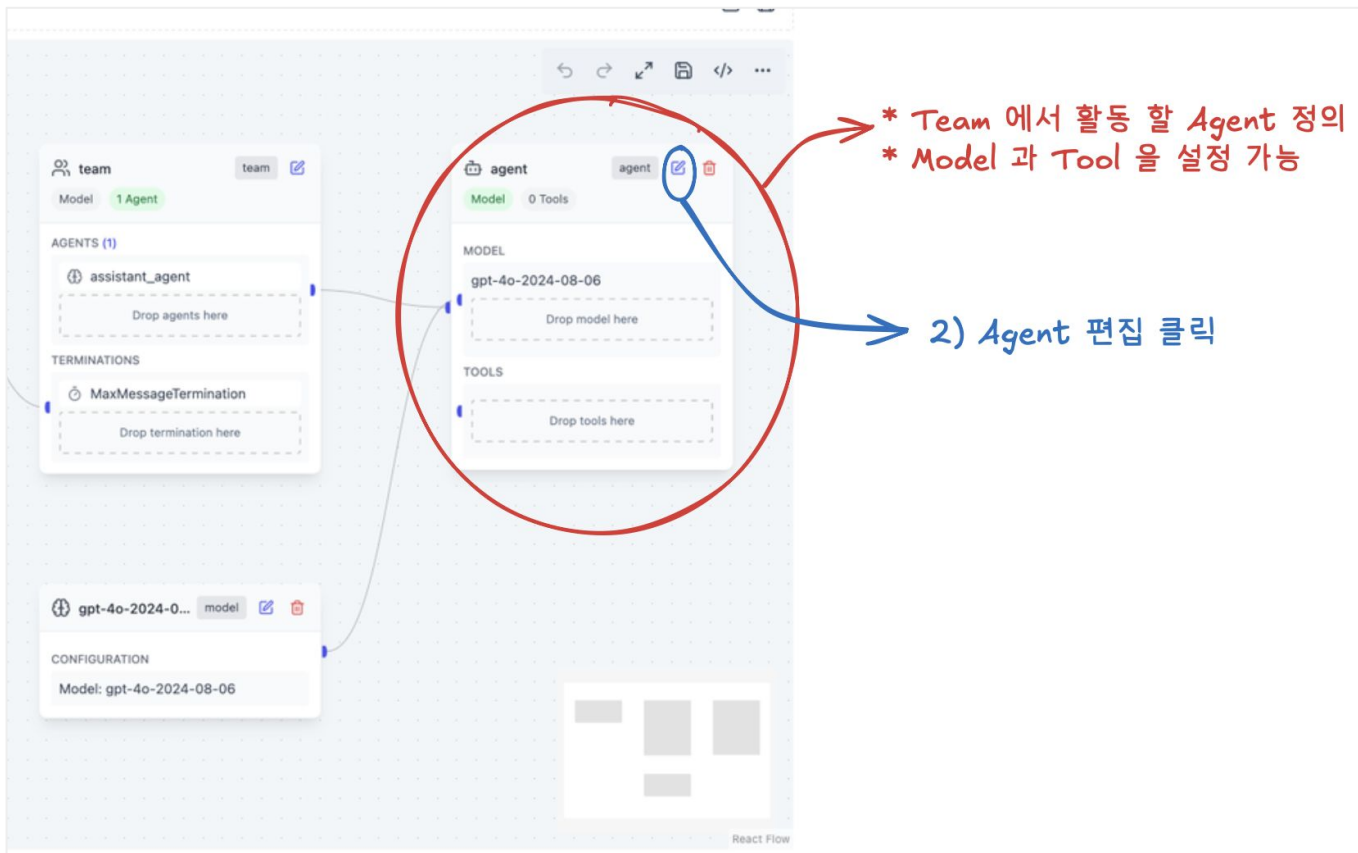 team
team
Model
1 Agent
AGENTS (1)
assistant_agent
Drop agents here
TERMINATIONS
MaxMessageTermination
Drop termination here
agent
agent
Model
0 Tools
MODEL
gpt-4o-2024-08-06
Drop model here
TOOLS
Drop tools here
* Team 에서 활동 할 Agent 정의
* Model 과 Tool 을 설정 가능
2) Agent 편집 클릭
gpt-4o-2024-0...
model
CONFIGURATION
Model: gpt-4o-2024-08-06
React Flow